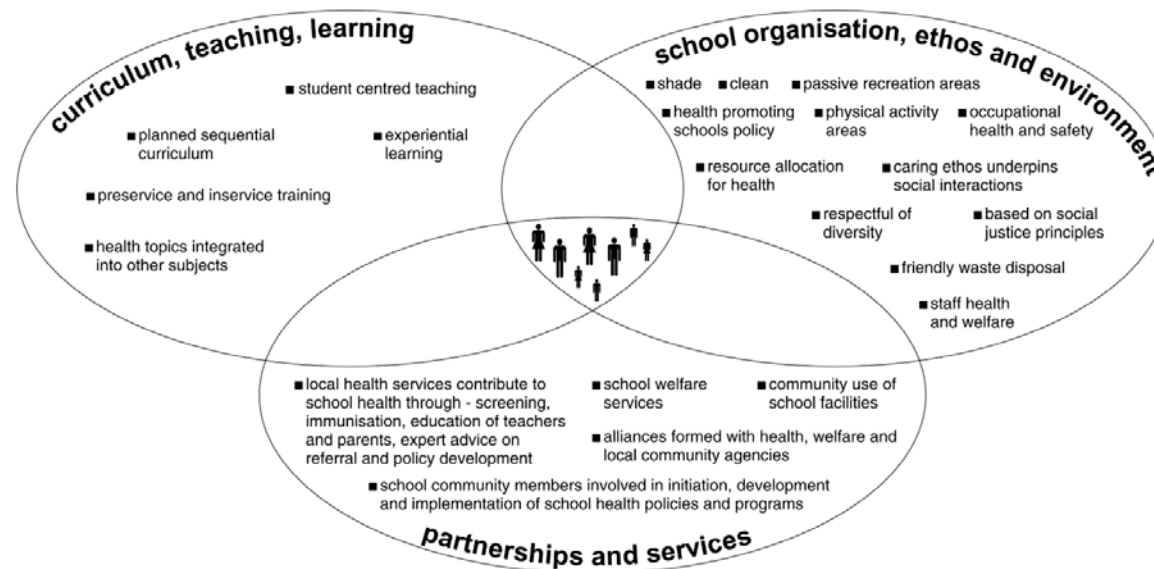 curriculum, teaching, learning
■ student centred teaching
■ planned sequential
curriculum
■ experiential
learning
■ preservice and inservice training
■ health topics integrated
into other subjects
school organisation, ethos and environment
■ shade ■ clean ■ passive recreation areas
■ health promoting
schools policy
■ physical activity
areas
■ occupational
health and safety
■ resource allocation
for health
■ caring ethos underpins
social interactions
■ respectful of
diversity
■ based on social
justice principles
■ friendly waste disposal
■ staff health
and welfare
■ local health services contribute to
school health through - screening,
immunisation, education of teachers
and parents, expert advice on
referral and policy development
■ school welfare
services
■ community use of
school facilities
■ alliances formed with health, welfare and
local community agencies
■ school community members involved in initiation, development
and implementation of school health policies and programs
partnerships and services